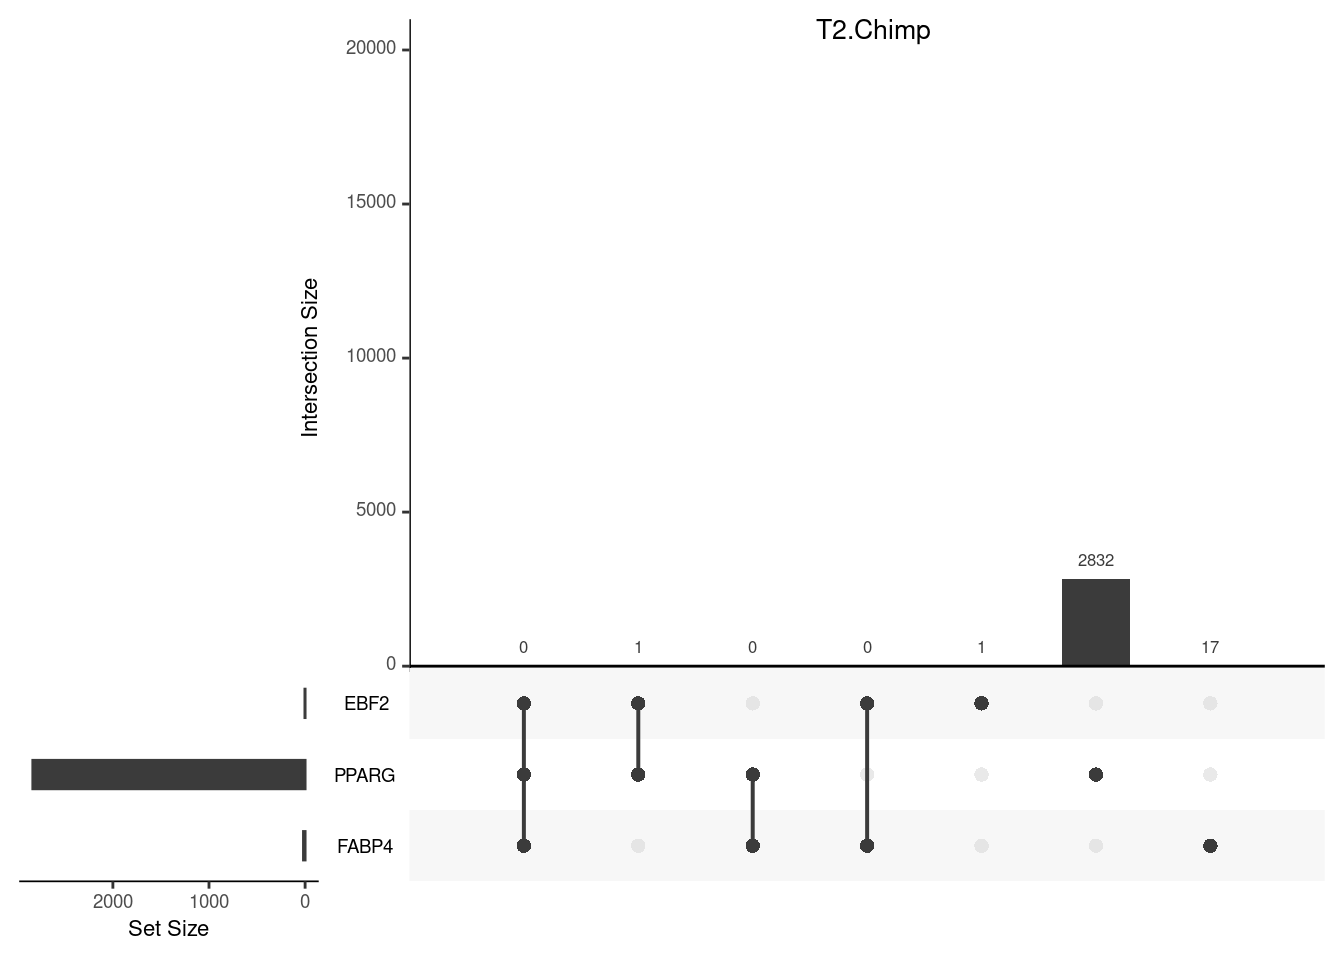 T2.Chimp
20000
15000
10000
5000
0
Intersection Size
2832
0 1 0 0 1 17
EBF2
PPARG
FABP4
2000 1000 0
Set Size